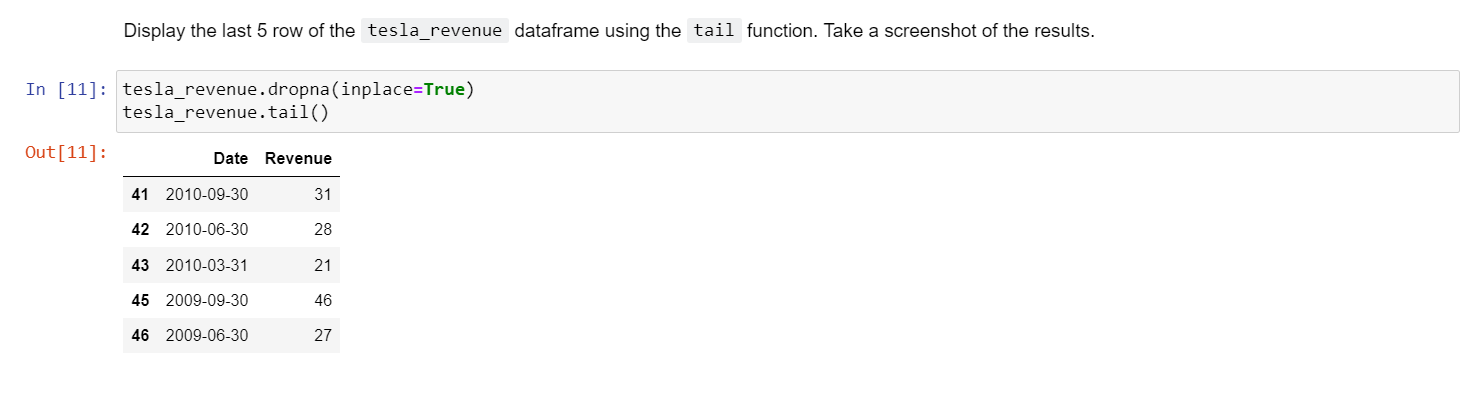 Display the last 5 row of the tesla_revenue dataframe using the tail function. Take a screenshot of the results.
In [11]: tesla_revenue.dropna(inplace=True)
tesla_revenue.tail()
Out[11]:
Date Revenue
41 2010-09-30 31
42 2010-06-30 28
43 2010-03-31 21
45 2009-09-30 46
46 2009-06-30 27